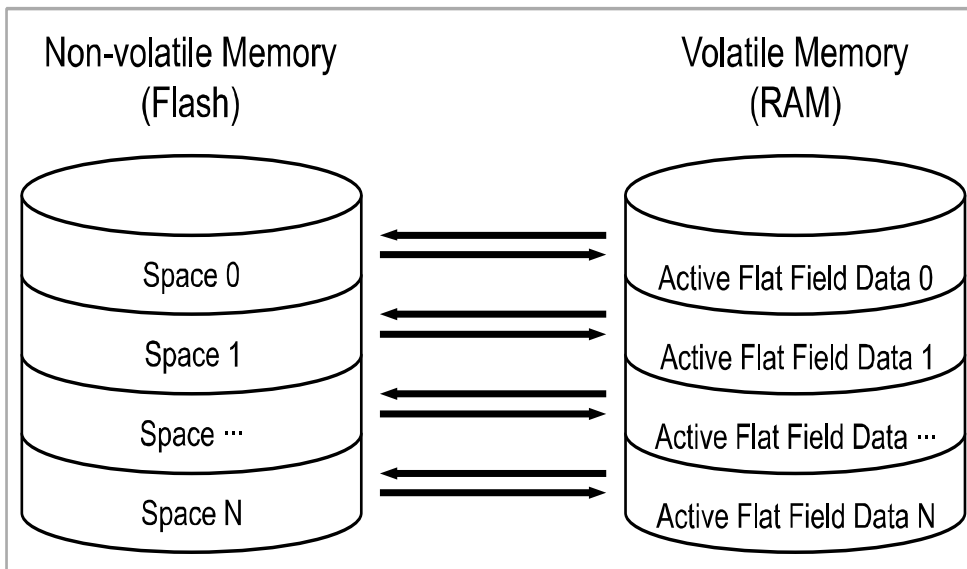 Non-volatile Memory
(Flash)
Volatile Memory
(RAM)
Space 0
Active Flat Field Data 0
Space 1
Active Flat Field Data 1
Space ···
Active Flat Field Data ···
Space N
Active Flat Field Data N